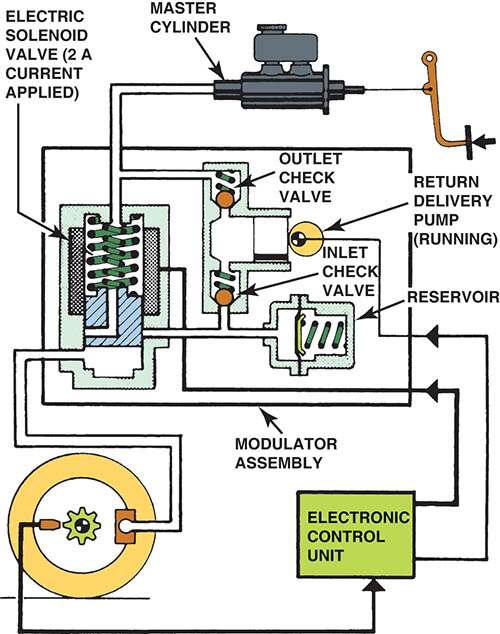 ELECTRIC
SOLENOID
VALVE (2 A
CURRENT
APPLIED)
MASTER
CYLINDER
OUTLET
CHECK
VALVE
RETURN
DELIVERY
PUMP
(RUNNING)
INLET
CHECK
VALVE
RESERVOIR
MODULATOR
ASSEMBLY
ELECTRONIC
CONTROL
UNIT